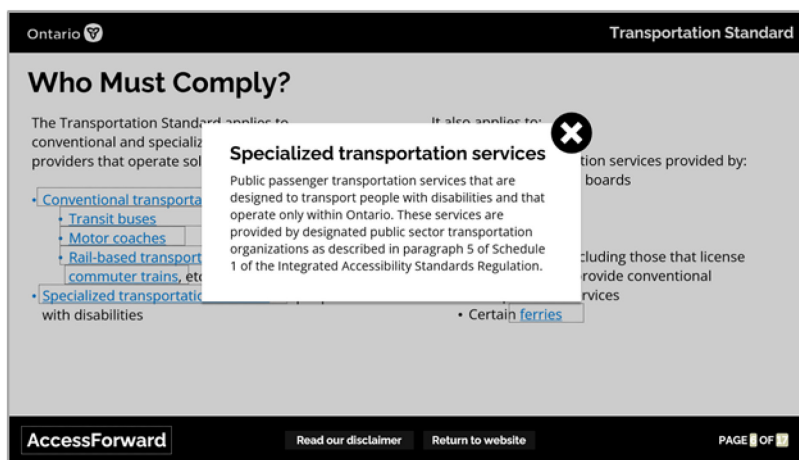 Ontario
Transportation Standard
Who Must Comply?
The Transportation Standard applies to
conventional and specializ
providers that operate sol
• Conventional transporta
• Transit buses
• Motor coaches
• Rail-based transport
commuter trains, etc
• Specialized transportatic
with disabilities
It also applies to:
tion services provided by:
boards
cluding those that license
rovide conventional
rvices
• Certain ferries
Specialized transportation services
Public passenger transportation services that are
designed to transport people with disabilities and that
operate only within Ontario. These services are
provided by designated public sector transportation
organizations as described in paragraph 5 of Schedule
1 of the Integrated Accessibility Standards Regulation.
AccessForward
Read our disclaimer
Return to website
PAGE 6 OF 17